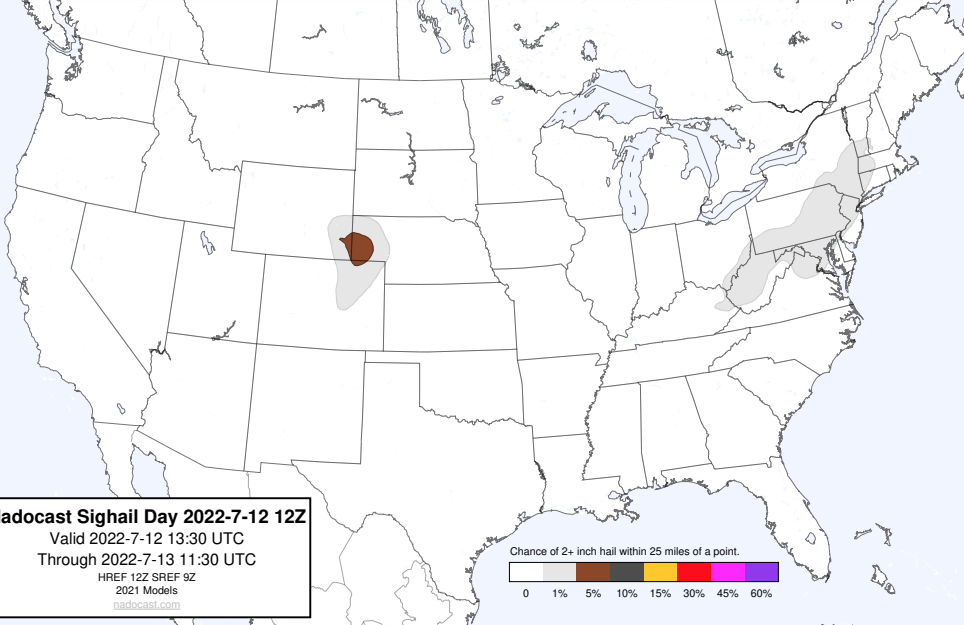 Nadocast Sighail Day 2022-7-12 12Z
Valid 2022-7-12 13:30 UTC
Through 2022-7-13 11:30 UTC
HREF 12Z SREF 9Z
2021 Models
nadocast.com
Chance of 2+ inch hail within 25 miles of a point.
0 1% 5% 10% 15% 30% 45% 60%